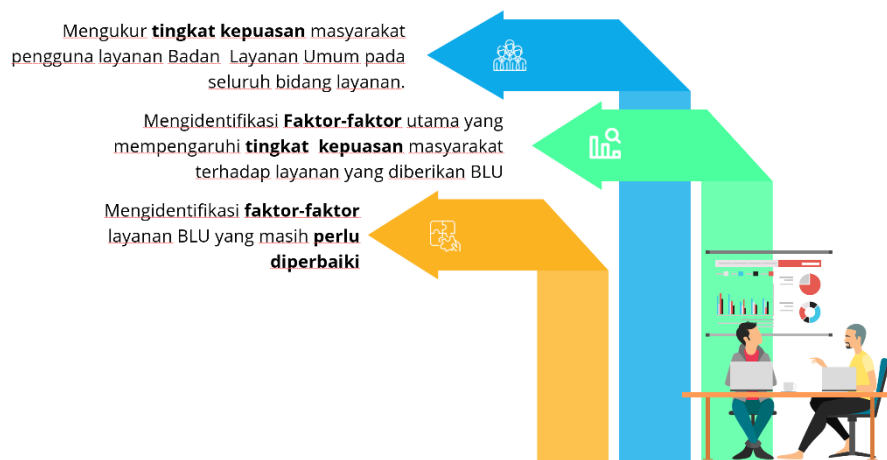 Mengukur tingkat kepuasan masyarakat
pengguna layanan Badan Layanan Umum pada
seluruh bidang layanan.
Mengidentifikasi Faktor-faktor utama yang
mempengaruhi tingkat kepuasan masyarakat
terhadap layanan yang diberikan BLU
Mengidentifikasi faktor-faktor
layanan BLU yang masih perlu
diperbaiki